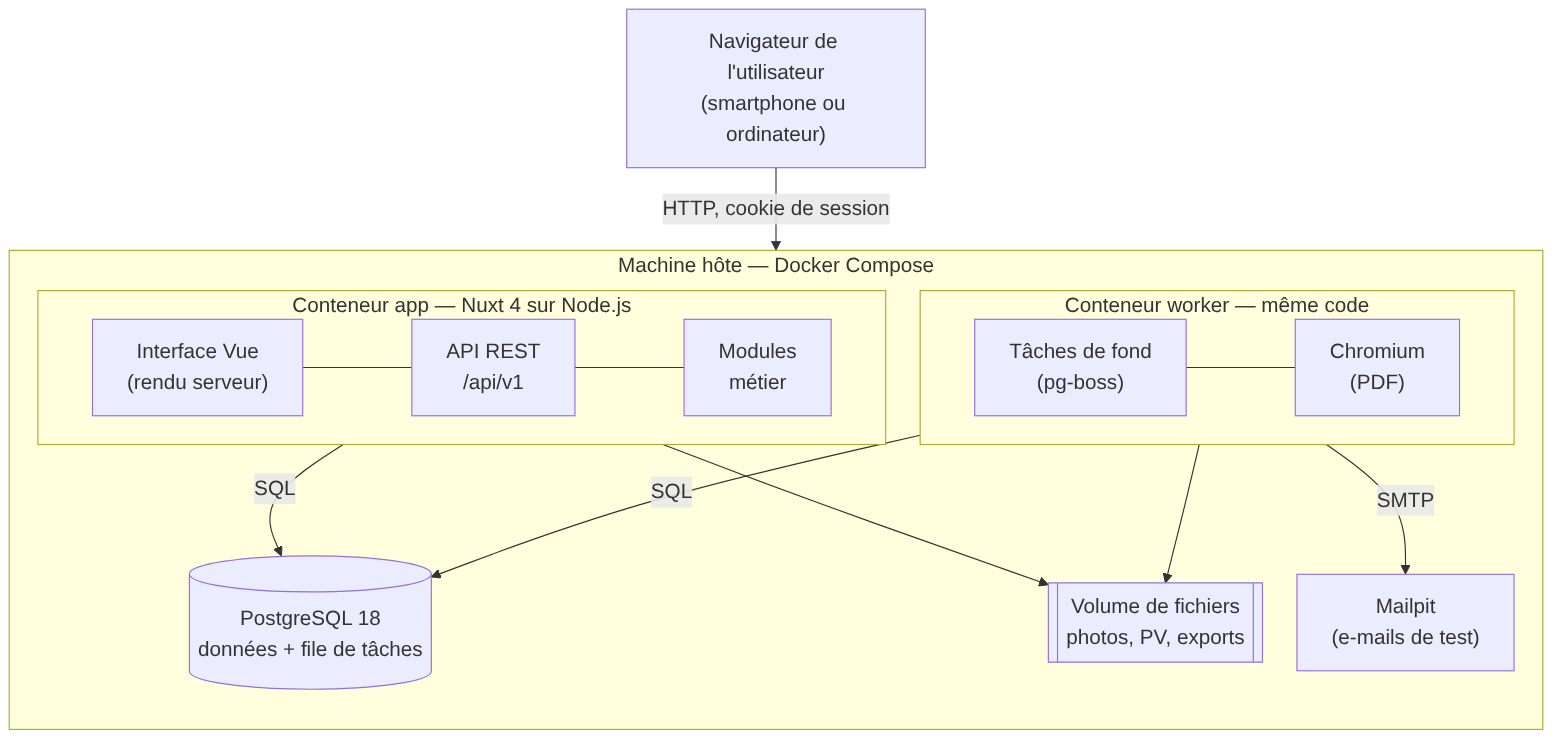 Navigateur de
l'utilisateur
(smartphone ou
ordinateur)
HTTP, cookie de session
Machine hôte — Docker Compose
Conteneur app — Nuxt 4 sur Node.js
Interface Vue
(rendu serveur)
API REST
/api/v1
Modules
métier
Conteneur worker — même code
Tâches de fond
(pg-boss)
Chromium
(PDF)
SQL
SQL
SMTP
PostgreSQL 18
données + file de tâches
Volume de fichiers
photos, PV, exports
Mailpit
(e-mails de test)